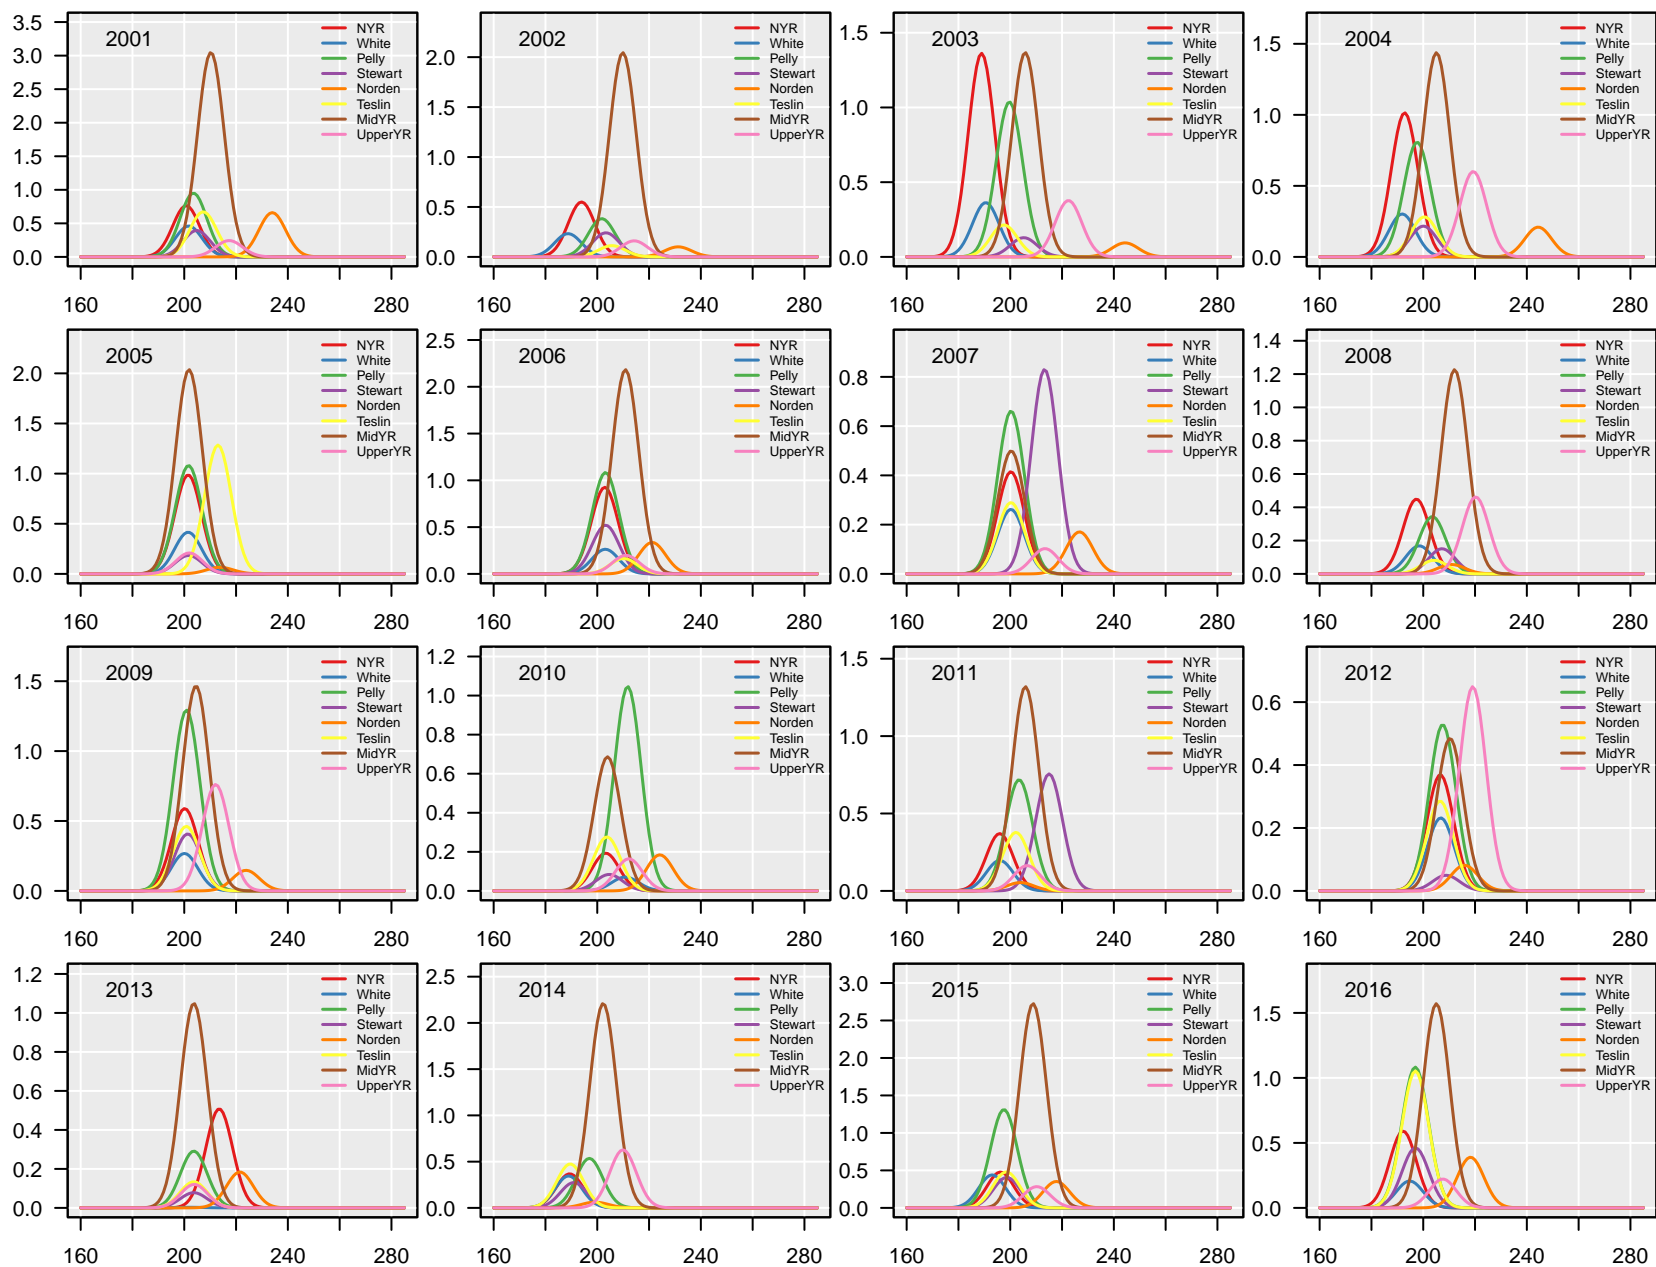 2001
NYR
White
Pelly
Stewart
Norden
Teslin
MidYR
UpperYR
3.5
3.0
2.5
2.0
1.5
1.0
0.5
0.0
160 200 240 280
2002
NYR
White
Pelly
Stewart
Norden
Teslin
MidYR
UpperYR
2.0
1.5
1.0
0.5
0.0
160 200 240 280
2003
NYR
White
Pelly
Stewart
Norden
Teslin
MidYR
UpperYR
1.5
1.0
0.5
0.0
160 200 240 280
2004
NYR
White
Pelly
Stewart
Norden
Teslin
MidYR
UpperYR
1.5
1.0
0.5
0.0
160 200 240 280
2005
NYR
White
Pelly
Stewart
Norden
Teslin
MidYR
UpperYR
2.0
1.5
1.0
0.5
0.0
160 200 240 280
2006
NYR
White
Pelly
Stewart
Norden
Teslin
MidYR
UpperYR
2.5
2.0
1.5
1.0
0.5
0.0
160 200 240 280
2007
NYR
White
Pelly
Stewart
Norden
Teslin
MidYR
UpperYR
0.8
0.6
0.4
0.2
0.0
160 200 240 280
2008
NYR
White
Pelly
Stewart
Norden
Teslin
MidYR
UpperYR
1.4
1.2
1.0
0.8
0.6
0.4
0.2
0.0
160 200 240 280
2009
NYR
White
Pelly
Stewart
Norden
Teslin
MidYR
UpperYR
1.5
1.0
0.5
0.0
160 200 240 280
2010
NYR
White
Pelly
Stewart
Norden
Teslin
MidYR
UpperYR
1.2
1.0
0.8
0.6
0.4
0.2
0.0
160 200 240 280
2011
NYR
White
Pelly
Stewart
Norden
Teslin
MidYR
UpperYR
1.5
1.0
0.5
0.0
160 200 240 280
2012
NYR
White
Pelly
Stewart
Norden
Teslin
MidYR
UpperYR
0.6
0.4
0.2
0.0
160 200 240 280
2013
NYR
White
Pelly
Stewart
Norden
Teslin
MidYR
UpperYR
1.2
1.0
0.8
0.6
0.4
0.2
0.0
160 200 240 280
2014
NYR
White
Pelly
Stewart
Norden
Teslin
MidYR
UpperYR
2.5
2.0
1.5
1.0
0.5
0.0
160 200 240 280
2015
NYR
White
Pelly
Stewart
Norden
Teslin
MidYR
UpperYR
3.0
2.5
2.0
1.5
1.0
0.5
0.0
160 200 240 280
2016
NYR
White
Pelly
Stewart
Norden
Teslin
MidYR
UpperYR
1.5
1.0
0.5
0.0
160 200 240 280